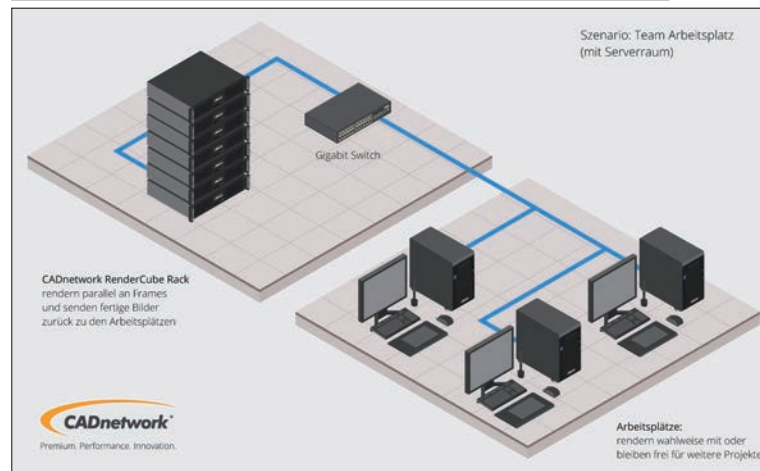 Szenario: Team Arbeitsplatz
(mit Serverraum)
Gigabit Switch
CADnetwork RenderCube Rack
rendern parallel an Frames
und senden fertige Bilder
zurück zu den Arbeitsplätzen
CADnetwork®
Premium. Performance. Innovation.
Arbeitsplätze:
rendern wahlweise mit oder
bleiben frei für weitere Projekte